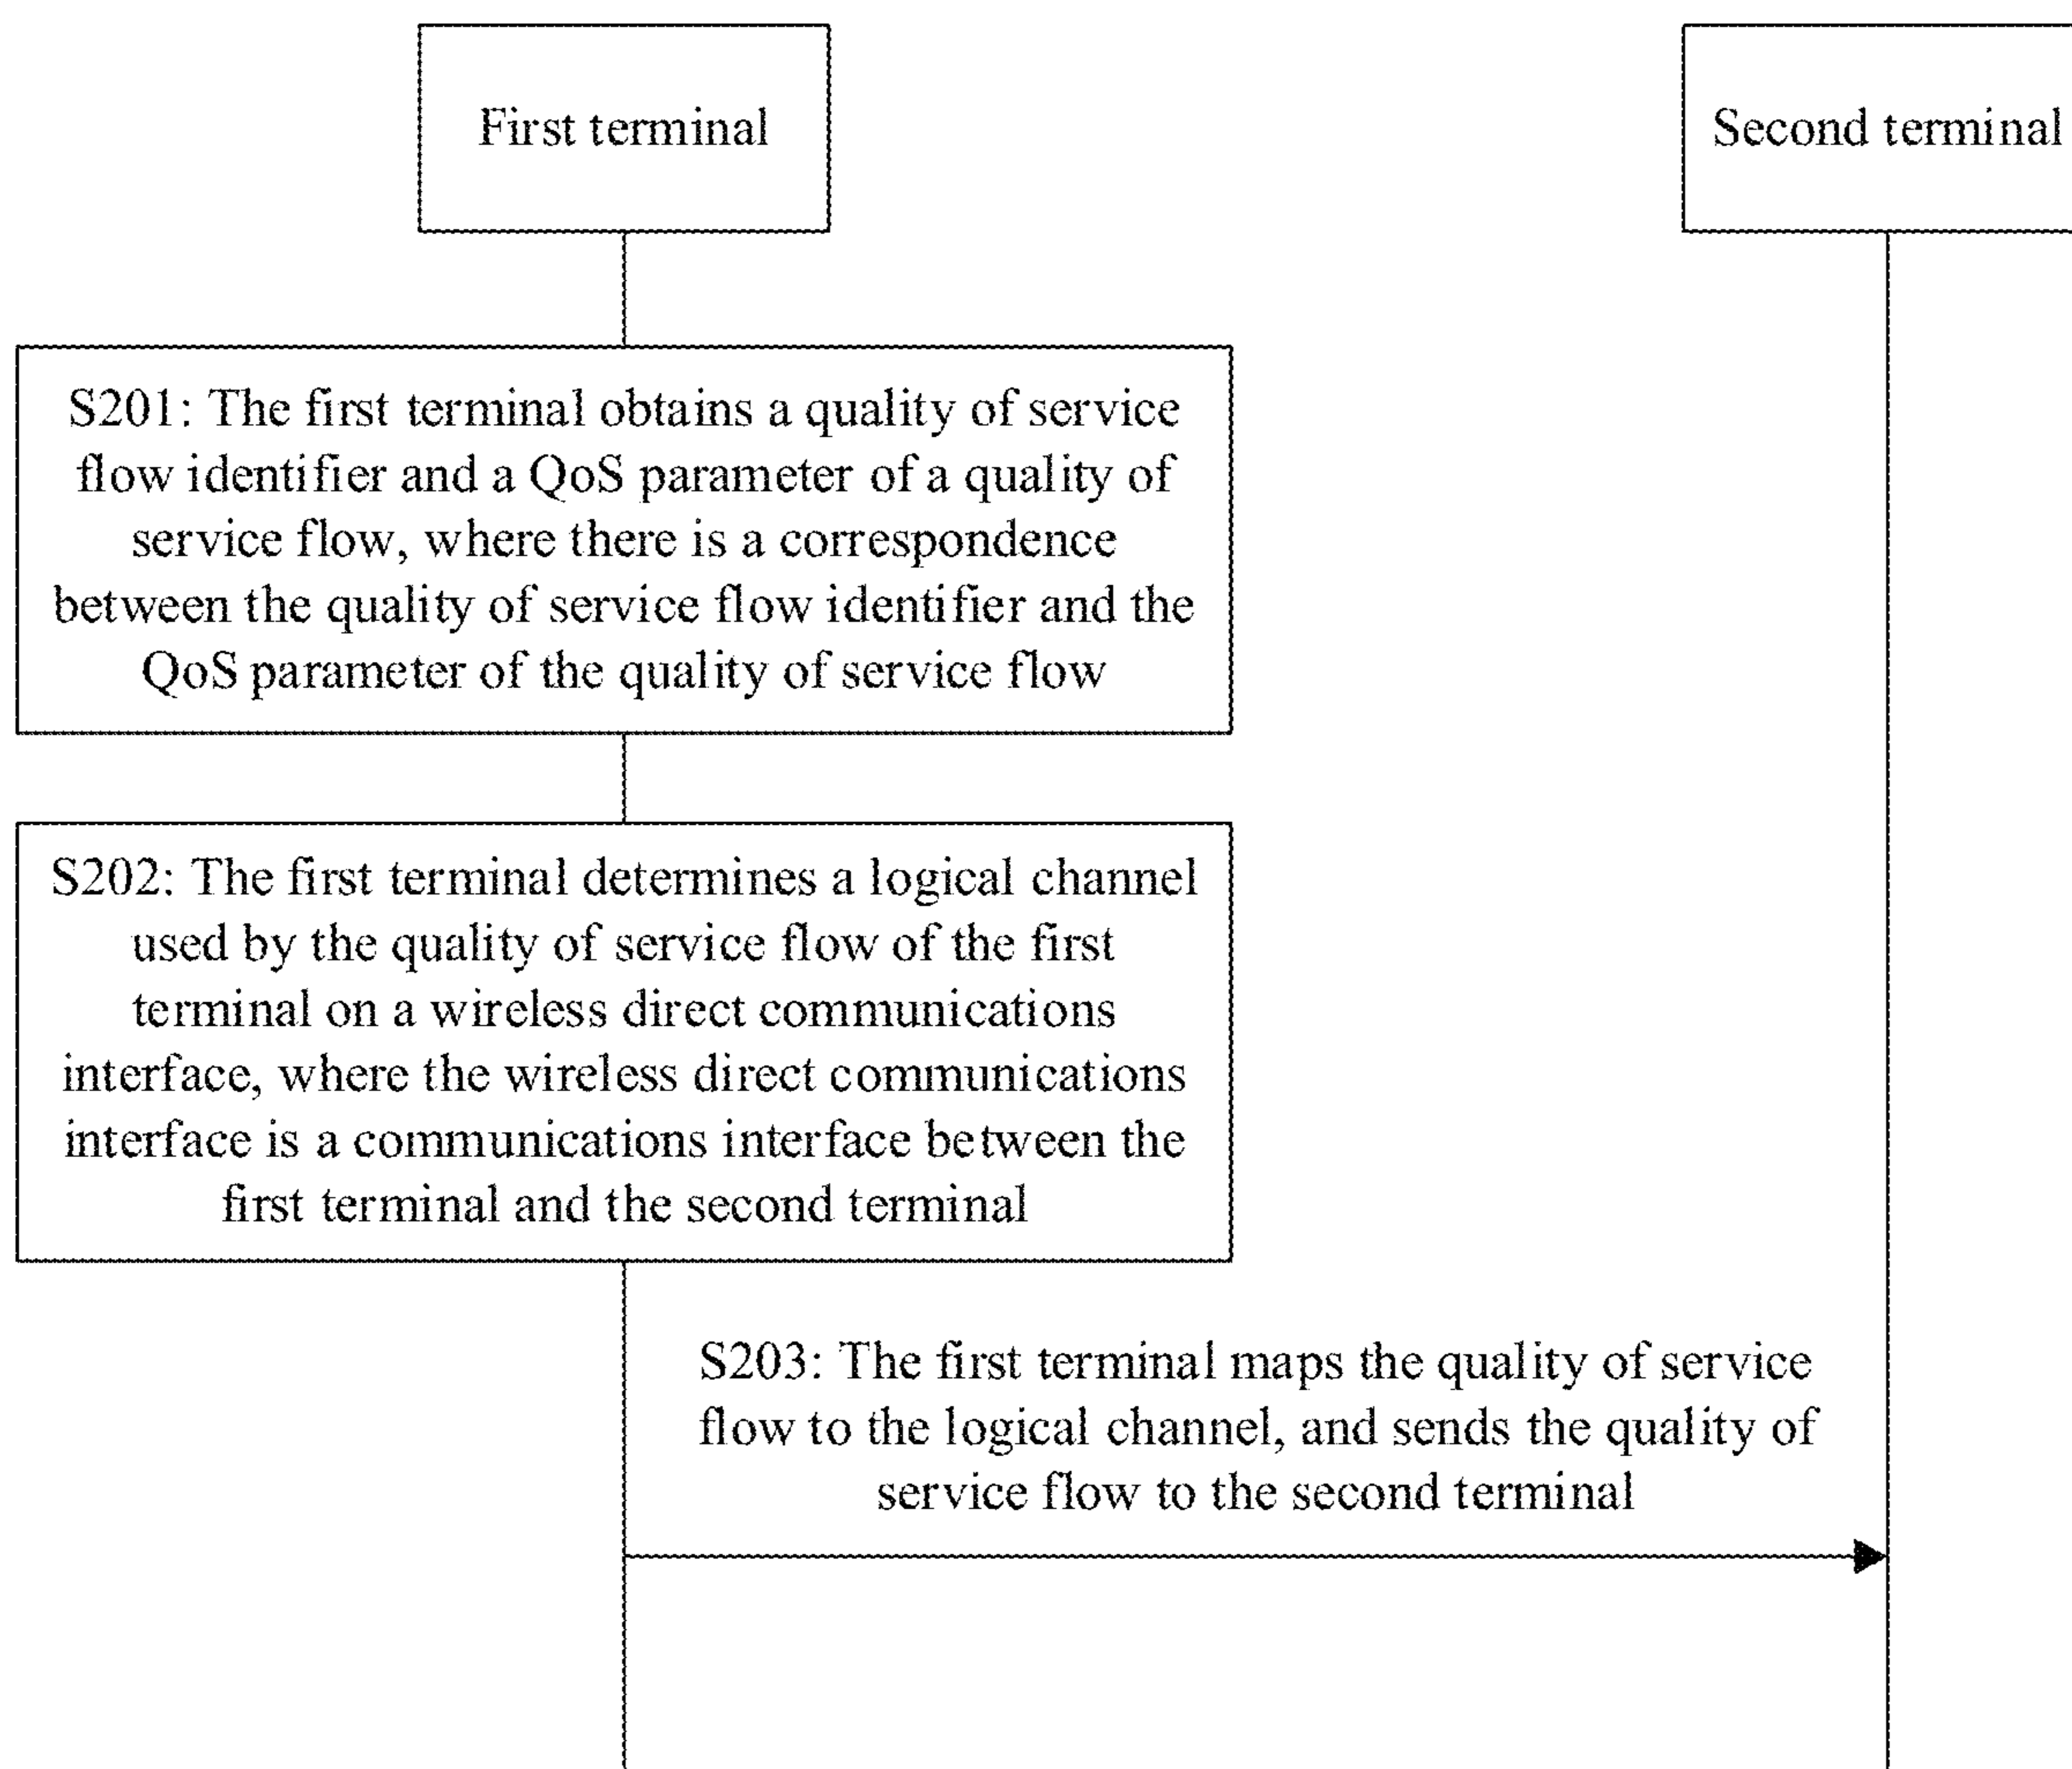 First terminal
Second terminal
S201: The first terminal obtains a quality of service
flow identifier and a QoS parameter of a quality of
service flow, where there is a correspondence
between the quality of service flow identifier and the
QoS parameter of the quality of service flow
S202: The first terminal determines a logical channel
used by the quality of service flow of the first
terminal on a wireless direct communications
interface, where the wireless direct communications
interface is a communications interface between the
first terminal and the second terminal
S203: The first terminal maps the quality of service
flow to the logical channel, and sends the quality of
service flow to the second terminal